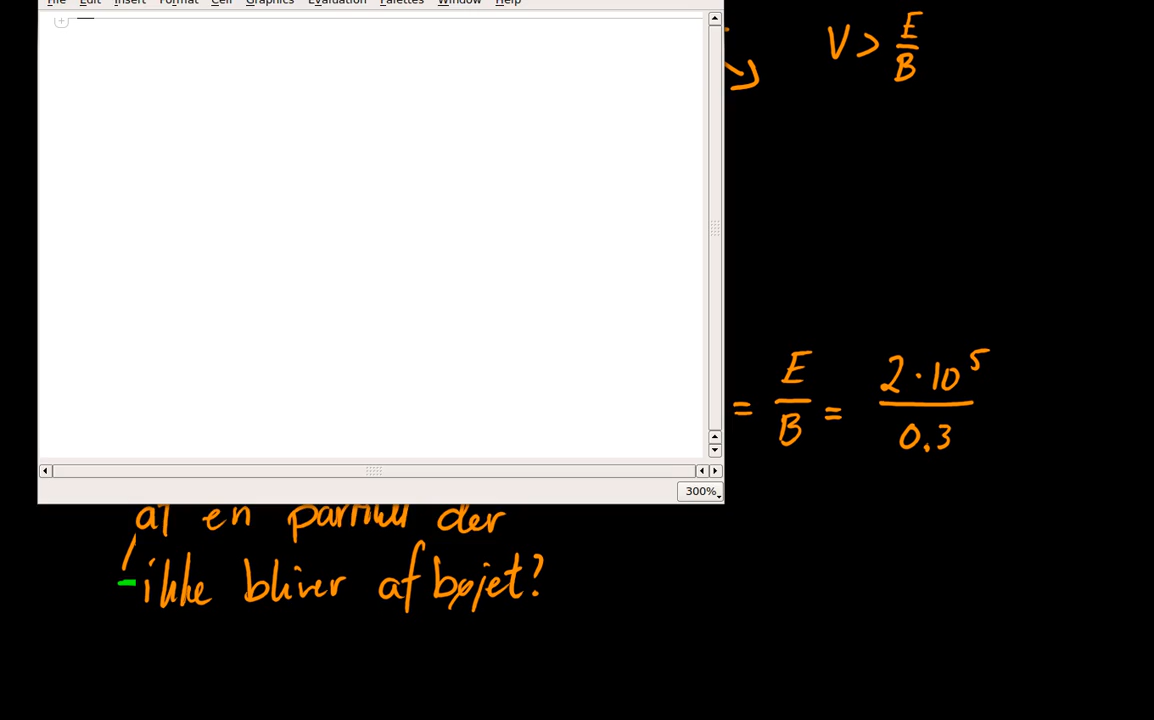 File Edit Insert Format Cell Graphics Evaluation Palettes Window Help
V > E/B
= E/B = 2·10^5/0.3
300%
af en partikel der
ikke bliver afbøjet?